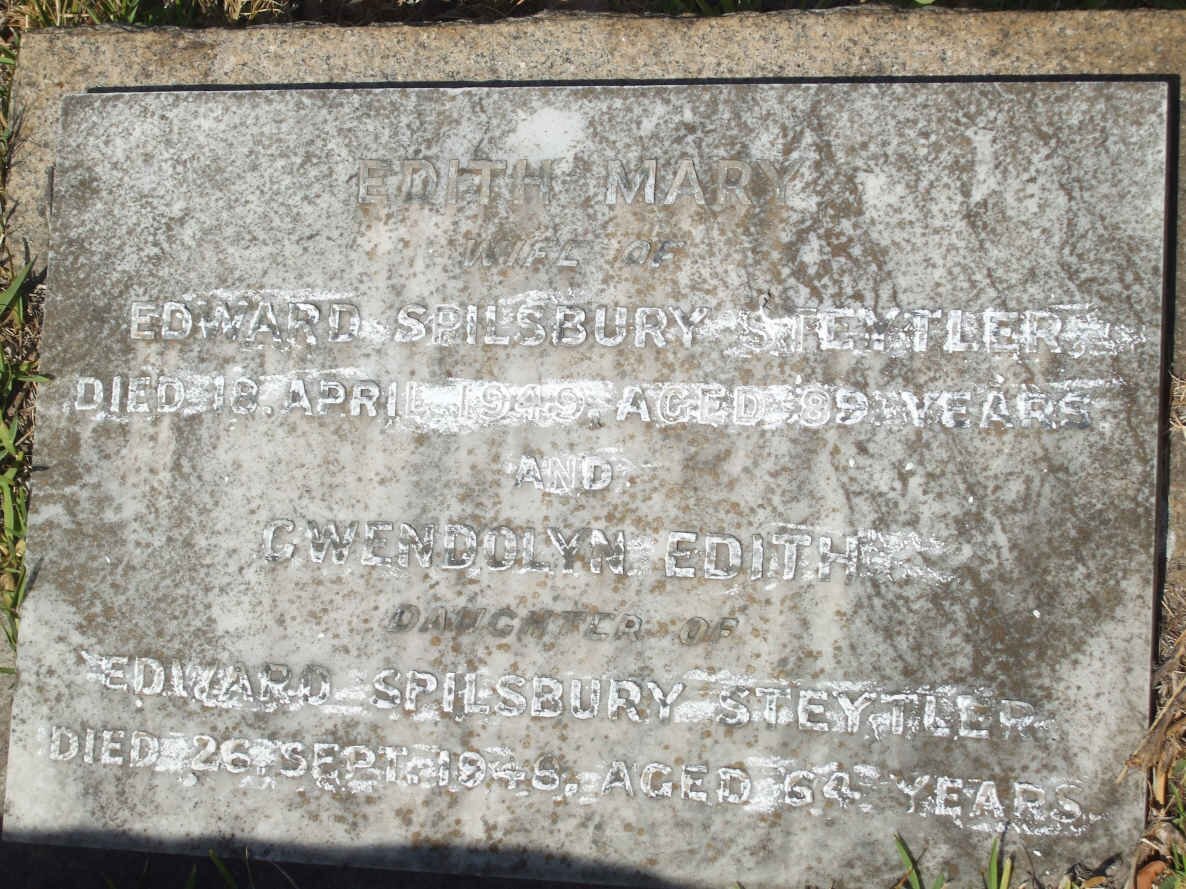 EDITH MARY
WIFE OF
EDWARD SPILSBURY STEYTLER,
DIED 18. APRIL 1949. AGED 89 YEARS
AND
GWENDOLYN EDITH
DAUGHTER OF
EDWARD SPILSBURY STEYTLER
DIED 26. SEPT. 1948, AGED 64 YEARS.